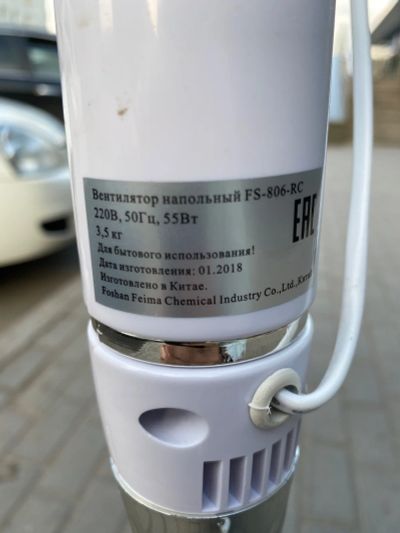 Вентилятор напольный FS-806-RC
220В, 50Гц, 55Вт
3,5 кг
EAC
Для бытового использования!
Дата изготовления: 01.2018
Изготовлено в Китае.
Foshan Feima Chemical Industry Co.,Ltd.,Китай